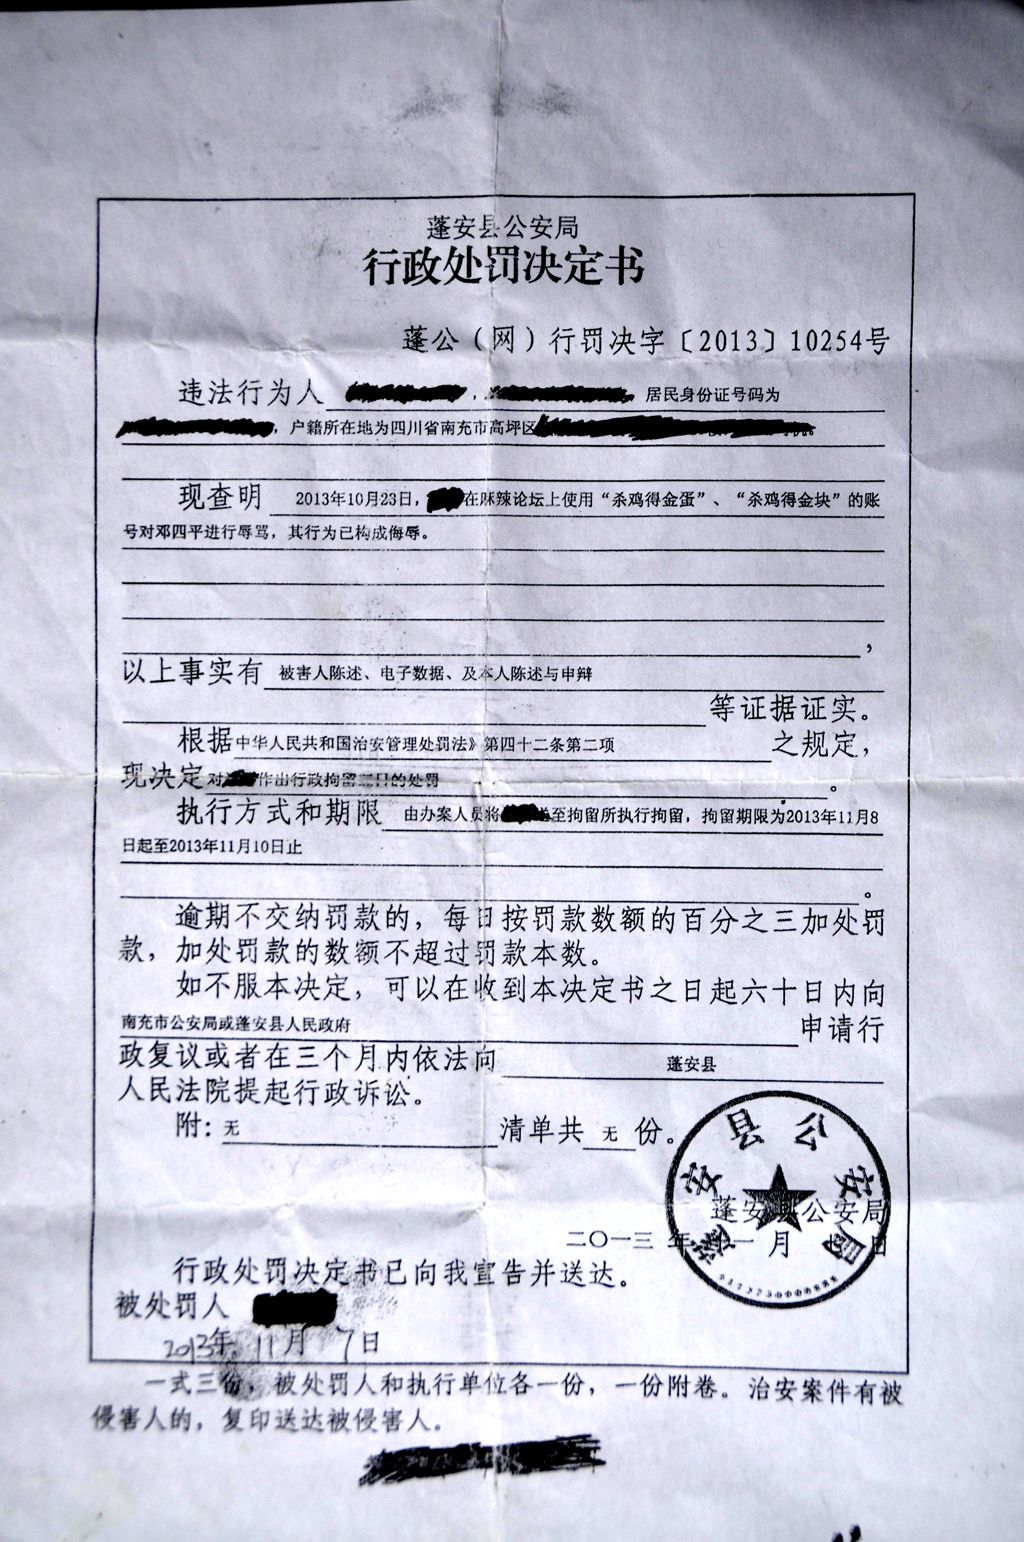 蓬安县公安局
行政处罚决定书
蓬公（网）行罚决字〔2013〕10254号
违法行为人 ， 居民身份证号码为
，户籍所在地为四川省南充市高坪区
现查明 2013年10月23日， 在麻辣论坛上使用“杀鸡得金蛋”、“杀鸡得金块”的账
号对邓四平进行辱骂，其行为已构成侮辱。
，
以上事实有 被害人陈述、电子数据、及本人陈述与申辩
等证据证实。
根据中华人民共和国治安管理处罚法》第四十二条第二项 之规定，
现决定对 作出行政拘留三日的处罚 。
执行方式和期限 由办案人员将 送至拘留所执行拘留，拘留期限为2013年11月8
日起至2013年11月10日止
。
逾期不交纳罚款的，每日按罚款数额的百分之三加处罚
款，加处罚款的数额不超过罚款本数。
如不服本决定，可以在收到本决定书之日起六十日内向
南充市公安局或蓬安县人民政府 申请行
政复议或者在三个月内依法向 蓬安县
人民法院提起行政诉讼。
附：无 清单共 无 份。
蓬安县公安局
蓬安县公安局
二〇一三年 一月 日
行政处罚决定书已向我宣告并送达。
被处罚人
2013年 11月 7日
一式三份，被处罚人和执行单位各一份，一份附卷。治安案件有被
侵害人的，复印送达被侵害人。